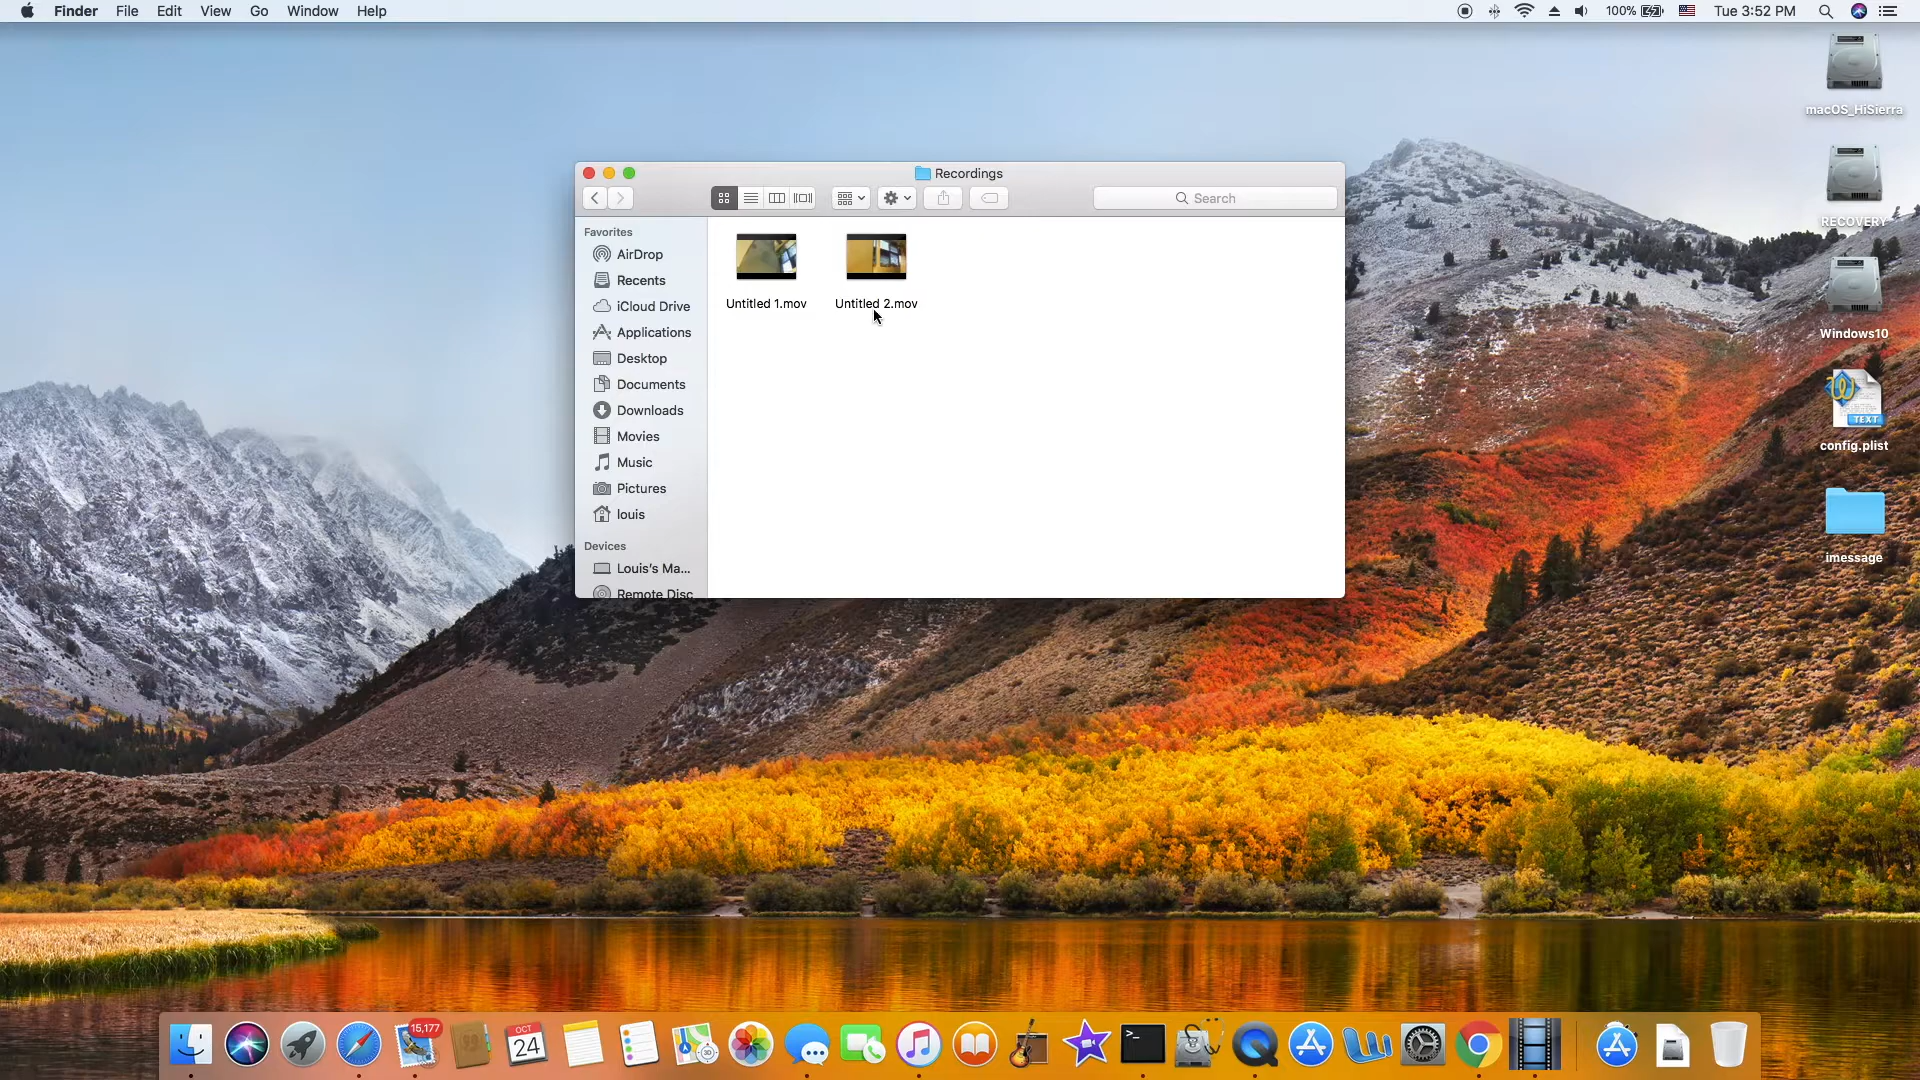 Finder File Edit View Go Window Help
100% Tue 3:52 PM
macOS_HiSierra
RECOVERY
Windows10
TEXT
config.plist
imessage
Recordings
Search
Favorites
AirDrop
Recents
iCloud Drive
Applications
Desktop
Documents
Downloads
Movies
Music
Pictures
louis
Devices
Louis's Ma...
Remote Disc
Untitled 1.mov
Untitled 2.mov
15,177
OCT
24
3D